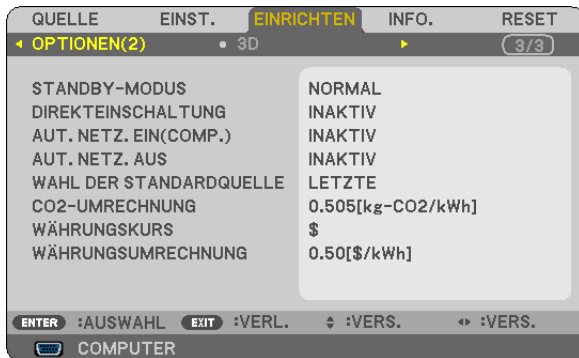 QUELLE EINST. EINRICHTEN INFO. RESET
OPTIONEN(2) 3D 3/3
STANDBY-MODUS NORMAL
DIREKTEINSCHALTUNG INAKTIV
AUT. NETZ. EIN(COMP.) INAKTIV
AUT. NETZ. AUS INAKTIV
WAHL DER STANDARDQUELLE LETZTE
CO2-UMRECHNUNG 0.505[kg-CO2/kWh]
WÄHRUNGSKURS $
WÄHRUNGSUMRECHNUNG 0.50[$/kWh]
ENTER :AUSWAHL EXIT :VERL. :VERS. :VERS.
COMPUTER